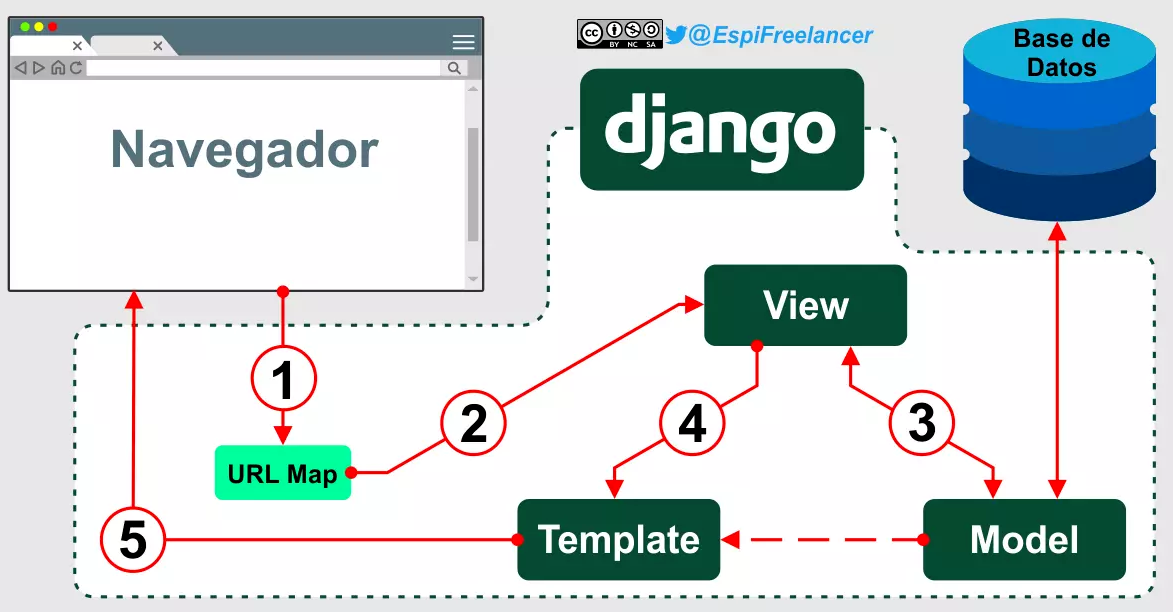 BY NC SA
@EspiFreelancer
Base de
Datos
django
Navegador
View
1
2
4
3
URL Map
5
Template
Model